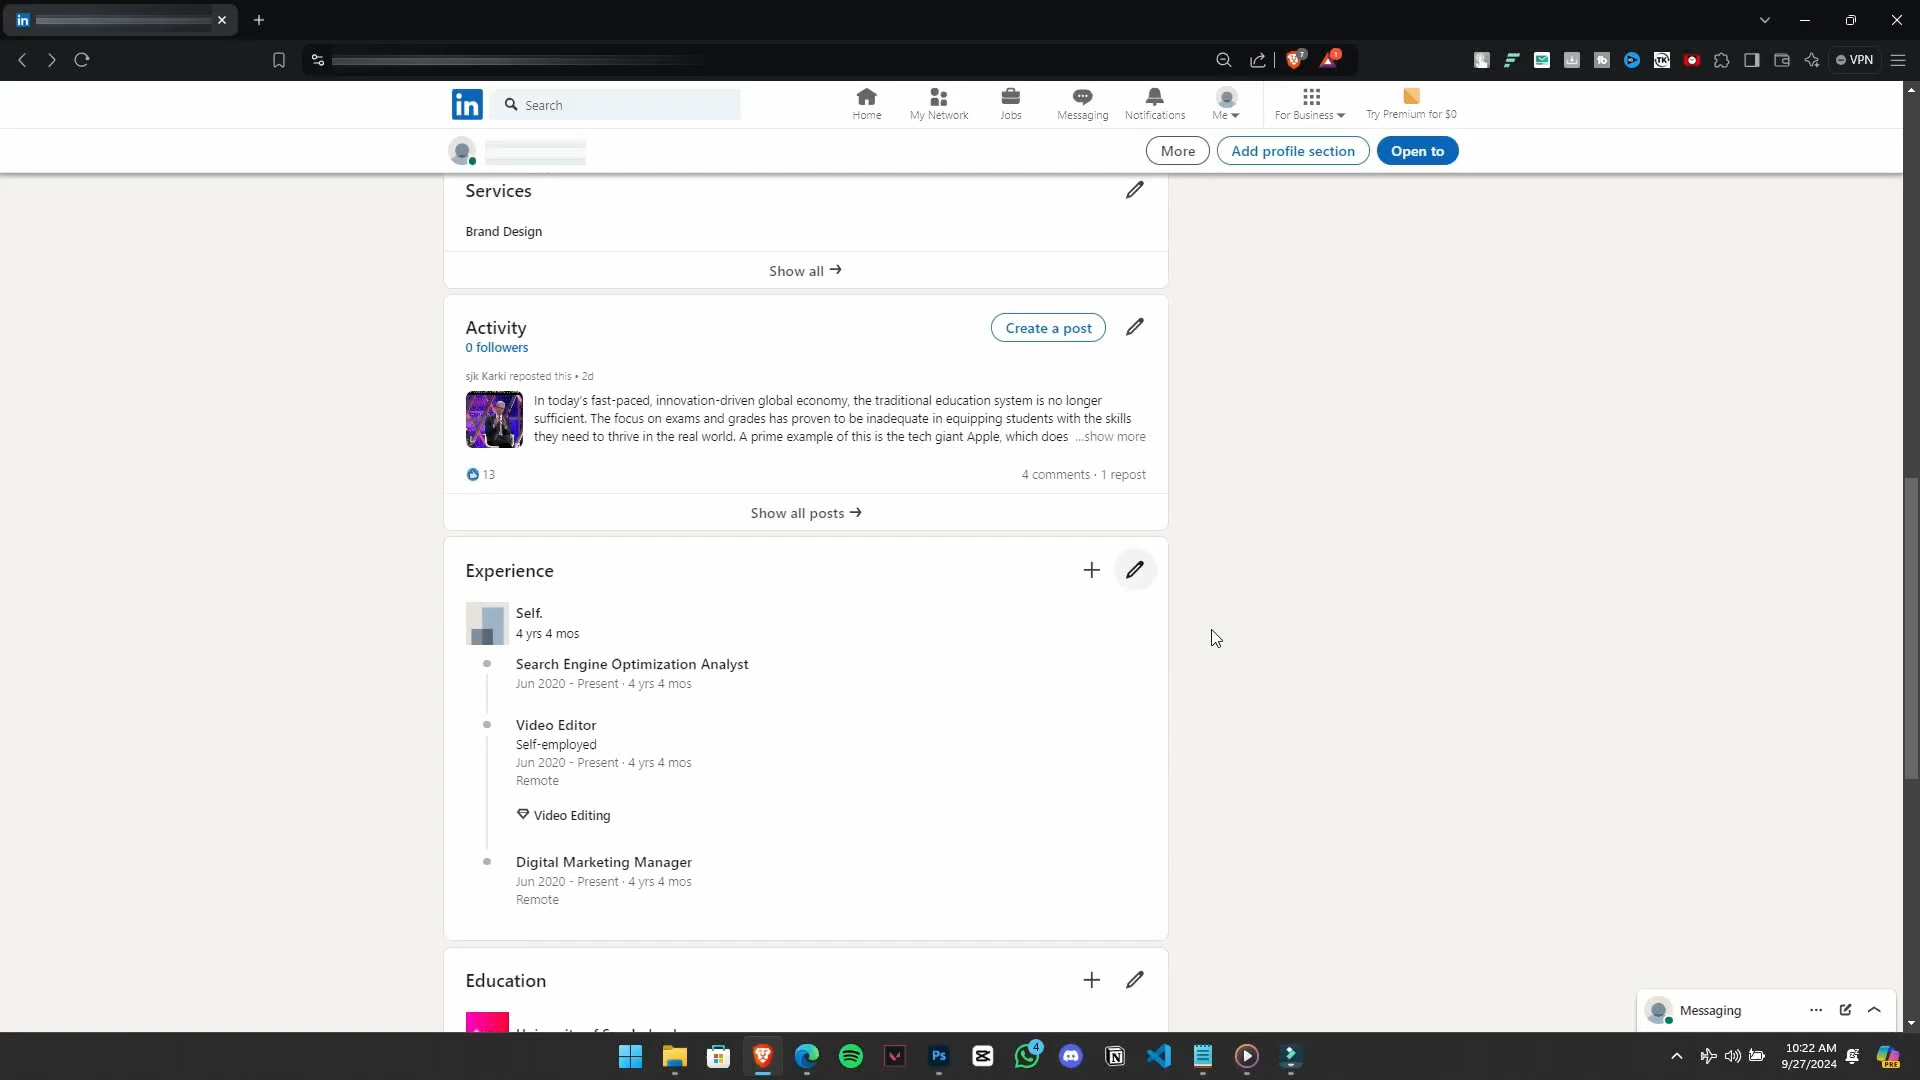 in
7
1
VPN
in
Search
Home
My Network
Jobs
Messaging
Notifications
Me
For Business
Try Premium for $0
More
Add profile section
Open to
Services
Brand Design
Show all →
Activity
Create a post
0 followers
sjk Karki reposted this • 2d
In today's fast-paced, innovation-driven global economy, the traditional education system is no longer
sufficient. The focus on exams and grades has proven to be inadequate in equipping students with the skills
they need to thrive in the real world. A prime example of this is the tech giant Apple, which does ...show more
13
4 comments · 1 repost
Show all posts →
Experience
Self.
4 yrs 4 mos
Search Engine Optimization Analyst
Jun 2020 - Present · 4 yrs 4 mos
Video Editor
Self-employed
Jun 2020 - Present · 4 yrs 4 mos
Remote
Video Editing
Digital Marketing Manager
Jun 2020 - Present · 4 yrs 4 mos
Remote
Education
Messaging
Ps
4
10:22 AM
9/27/2024
PRE